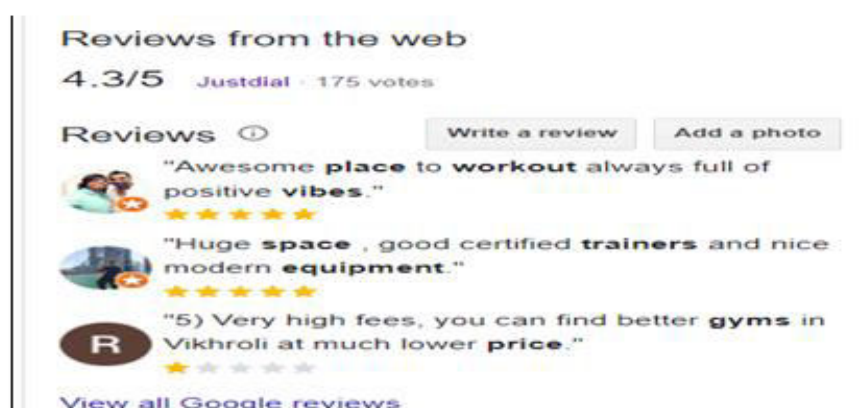 Reviews from the web
4.3/5 Justdial · 175 votes
Reviews
Write a review
Add a photo
"Awesome place to workout always full of
positive vibes."
"Huge space , good certified trainers and nice
modern equipment."
R
"5) Very high fees, you can find better gyms in
Vikhroli at much lower price."
View all Google reviews